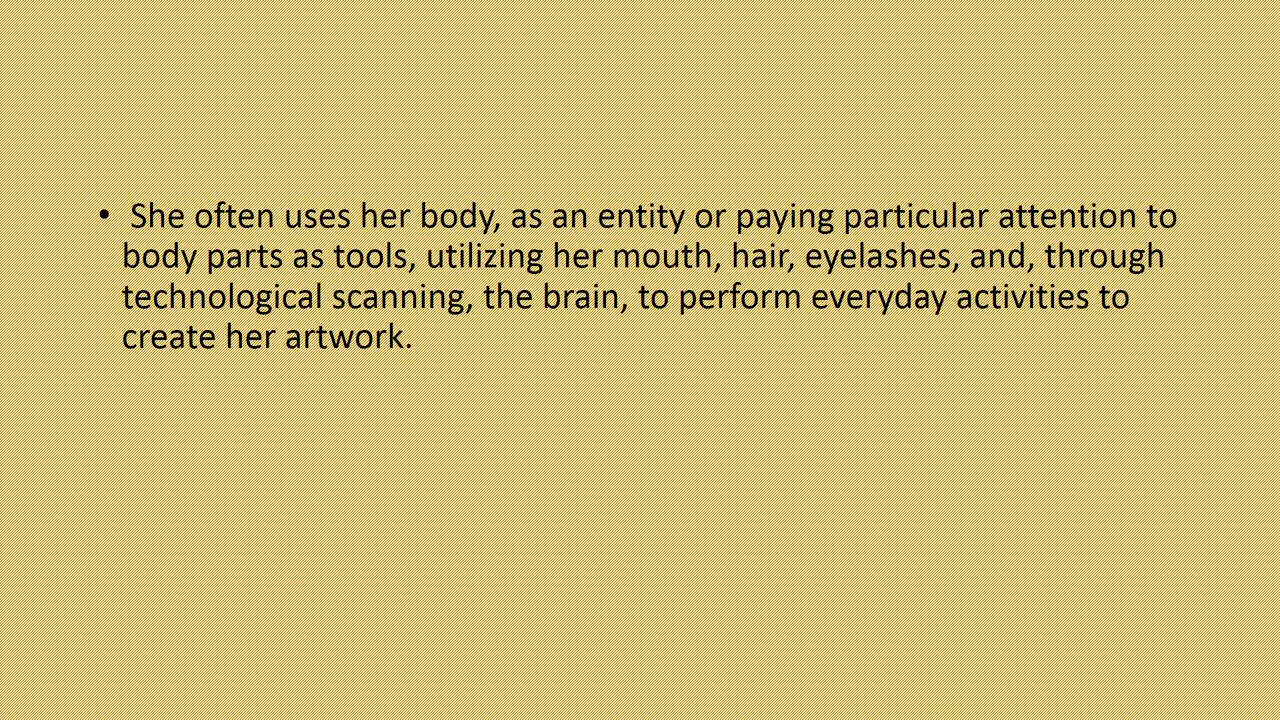 • She often uses her body, as an entity or paying particular attention to
body parts as tools, utilizing her mouth, hair, eyelashes, and, through
technological scanning, the brain, to perform everyday activities to
create her artwork.